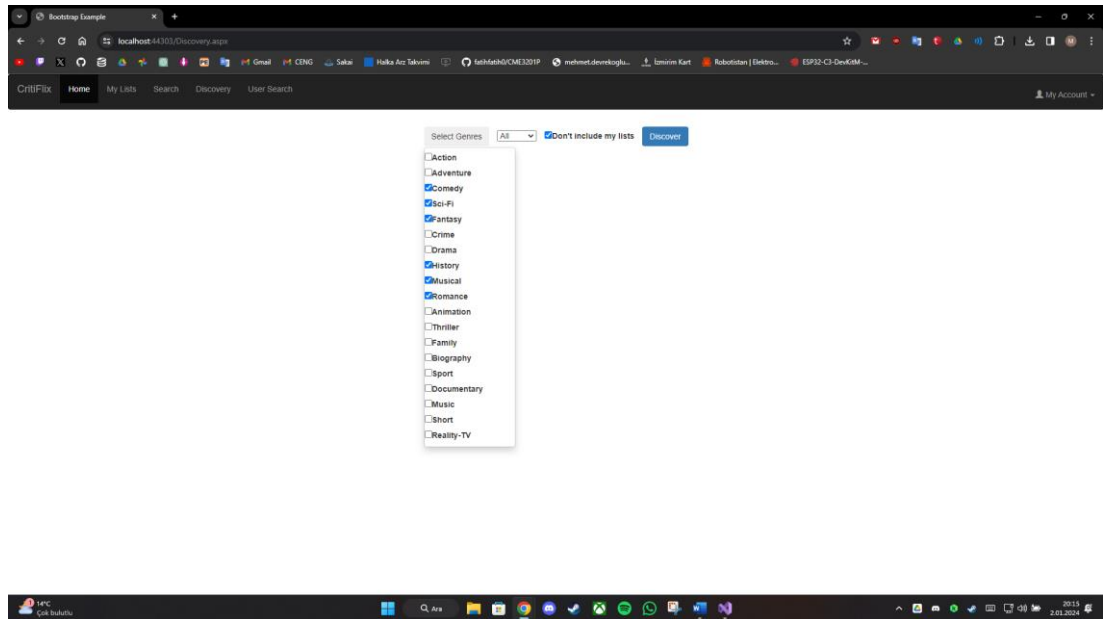 Bootstrap Example
localhost:44303/Discovery.aspx
Gmail CENG Sakai Halka Arz Takvimi fatihfatih0/CME3201P mehmet.devrekoglu... İzmirim Kart Robotistan | Elektro... ESP32-C3-DevKitM-...
CritiFlix Home My Lists Search Discovery User Search My Account
Select Genres All Don't include my lists Discover
Action
Adventure
Comedy
Sci-Fi
Fantasy
Crime
Drama
History
Musical
Romance
Animation
Thriller
Family
Biography
Sport
Documentary
Music
Short
Reality-TV
14°C Ara 20:15
Çok bulutlu 2.01.2024